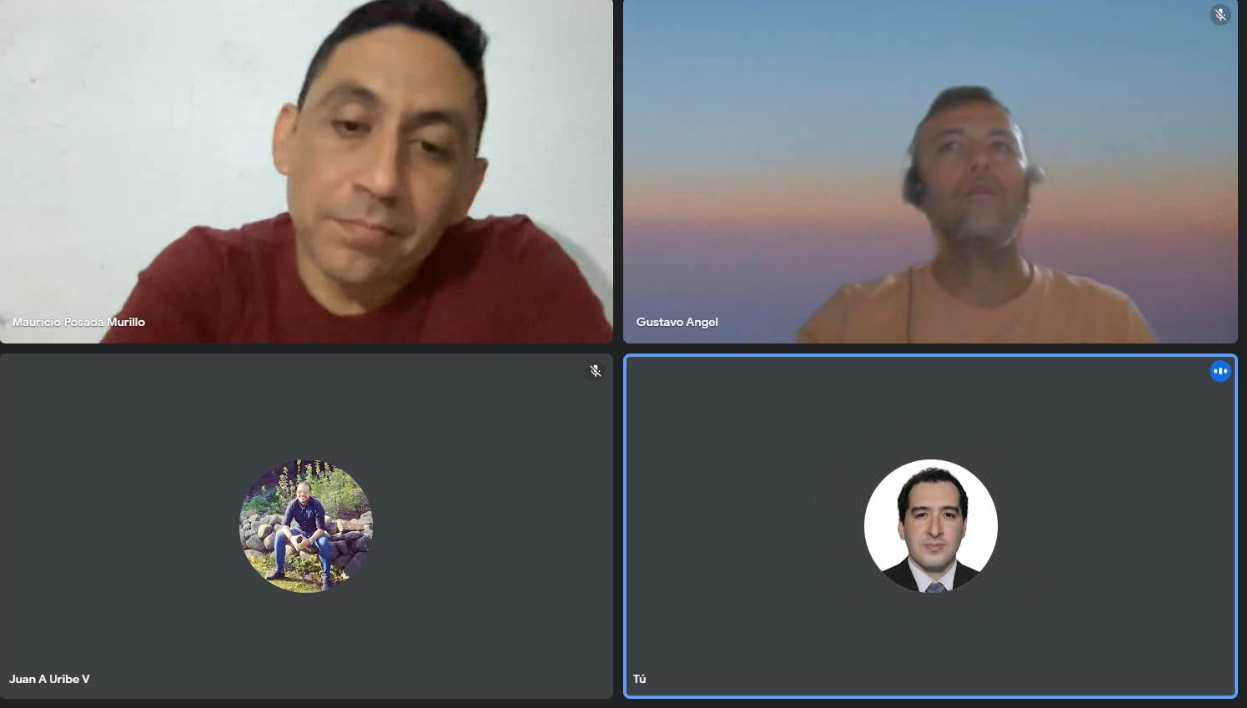 Mauricio Posada Murillo
Gustavo Angel
Juan A Uribe V
Tú